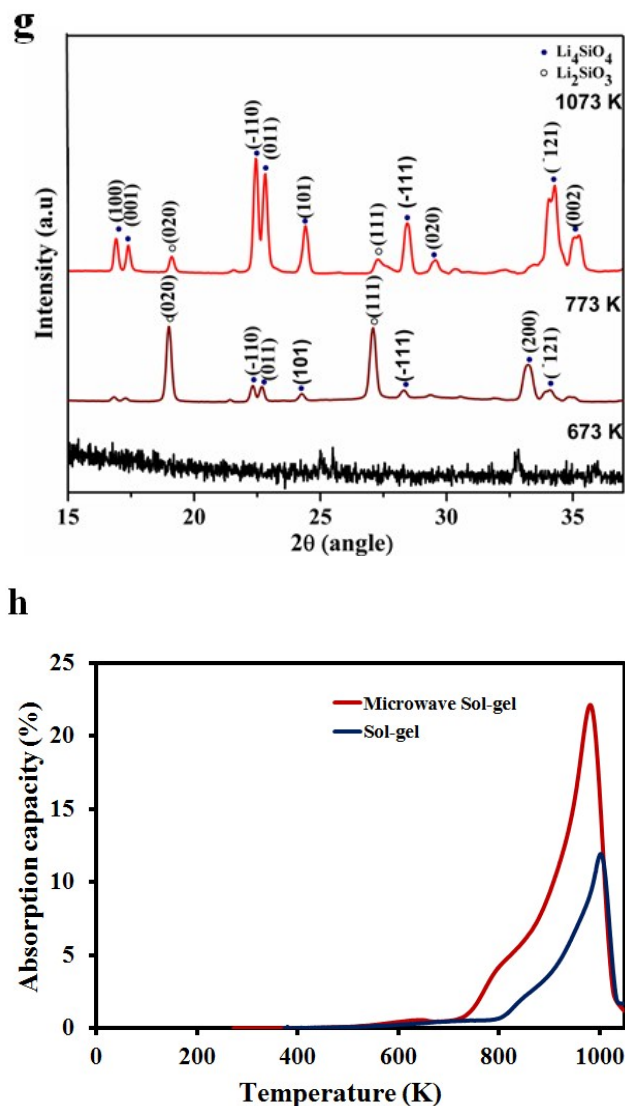 g
• Li₄SiO₄
○ Li₂SiO₃
1073 K
(100)
(001)
(020)
(-110)
(011)
(101)
(111)
(-111)
(020)
(¯121)
(002)
773 K
(020)
(-110)
(011)
(101)
(111)
(-111)
(200)
(¯121)
673 K
Intensity (a.u)
15 20 25 30 35
2θ (angle)
h
25
20
15
10
5
0
Microwave Sol-gel
Sol-gel
Absorption capacity (%)
0 200 400 600 800 1000
Temperature (K)